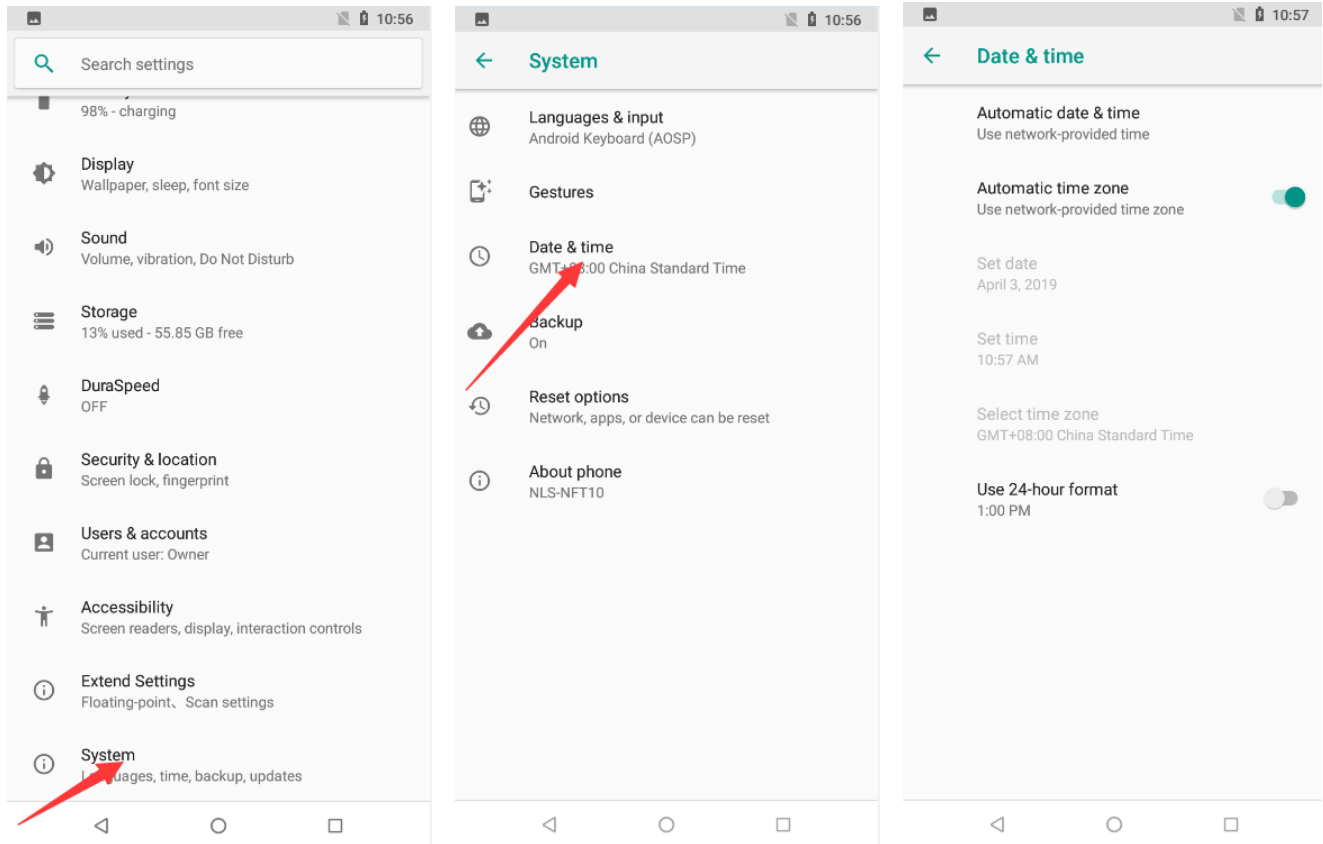 10:56
Search settings
98% - charging
Display
Wallpaper, sleep, font size
Sound
Volume, vibration, Do Not Disturb
Storage
13% used - 55.85 GB free
DuraSpeed
OFF
Security & location
Screen lock, fingerprint
Users & accounts
Current user: Owner
Accessibility
Screen readers, display, interaction controls
Extend Settings
Floating-point、Scan settings
System
Languages, time, backup, updates
10:56
System
Languages & input
Android Keyboard (AOSP)
Gestures
Date & time
GMT+08:00 China Standard Time
Backup
On
Reset options
Network, apps, or device can be reset
About phone
NLS-NFT10
10:57
Date & time
Automatic date & time
Use network-provided time
Automatic time zone
Use network-provided time zone
Set date
April 3, 2019
Set time
10:57 AM
Select time zone
GMT+08:00 China Standard Time
Use 24-hour format
1:00 PM